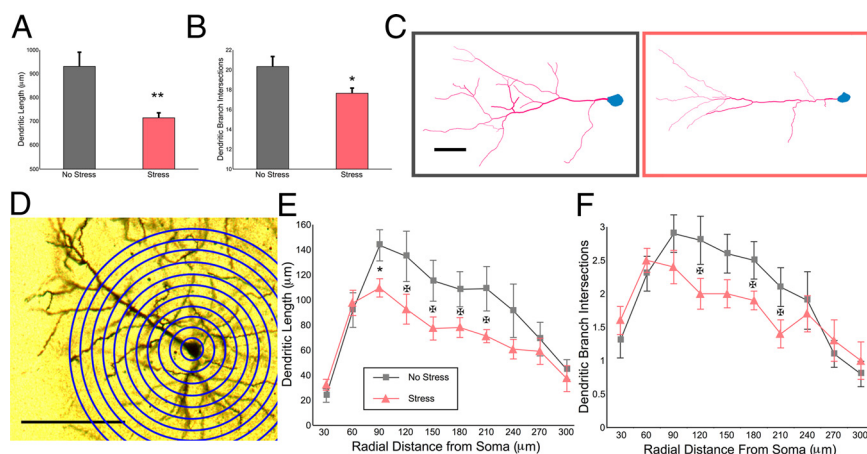 A
Dendritic Length (µm)
1000
900
800
700
600
500
**
No Stress
Stress
B
Dendritic Branch Intersections
22
20
18
16
14
12
10
*
No Stress
Stress
C
D
E
Dendritic Length (µm)
160
140
120
100
80
60
40
20
0
*
✠
✠
✠
✠
No Stress
Stress
30 60 90 120 150 180 210 240 270 300
Radial Distance from Soma (µm)
F
Dendritic Branch Intersections
3
2.5
2
1.5
1
.5
0
✠
✠
✠
30 60 90 120 150 180 210 240 270 300
Radial Distance From Soma (µm)